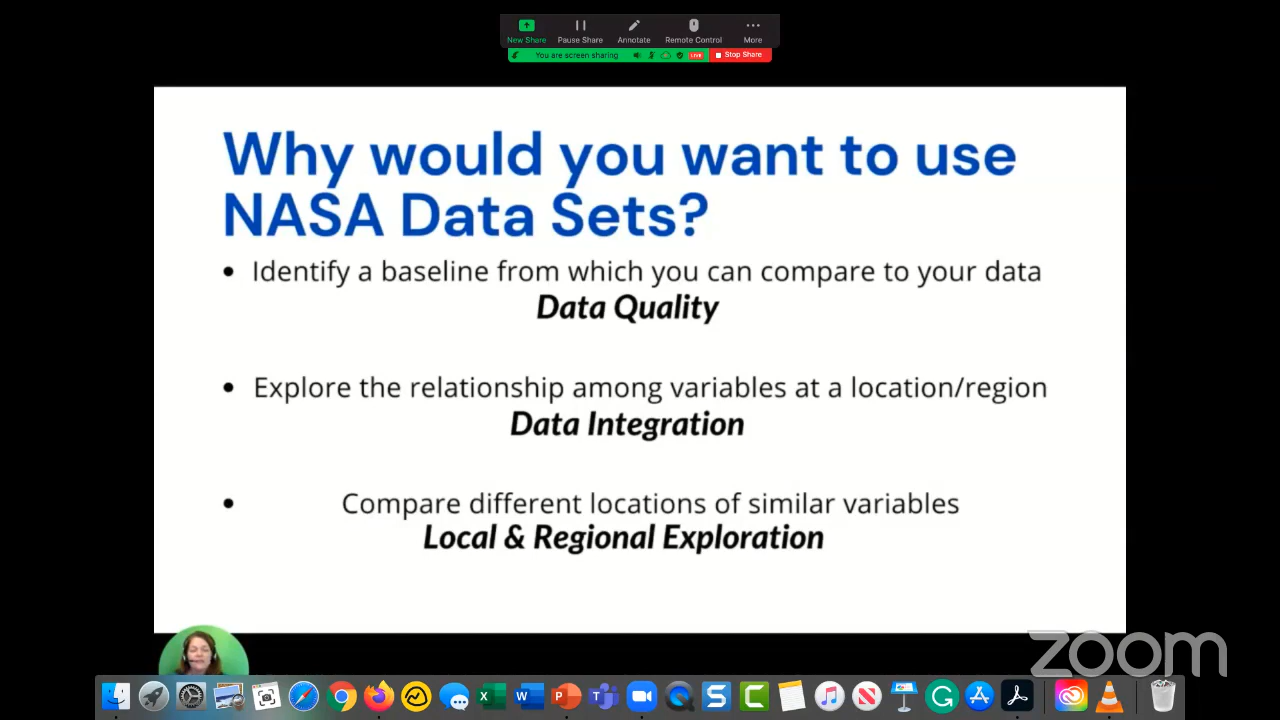 New Share
Pause Share
Annotate
Remote Control
More
You are screen sharing
LIVE
Stop Share
Why would you want to use
NASA Data Sets?
• Identify a baseline from which you can compare to your data
Data Quality
• Explore the relationship among variables at a location/region
Data Integration
• Compare different locations of similar variables
Local & Regional Exploration
zoom